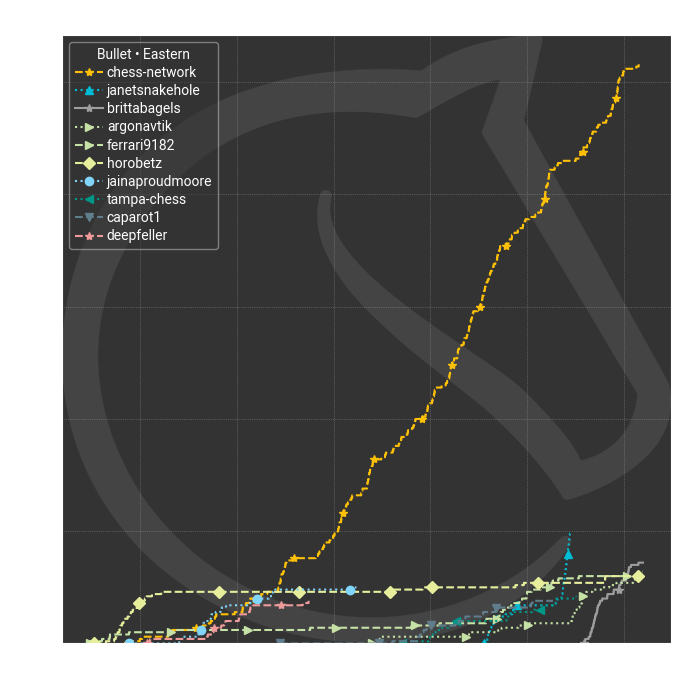 Bullet • Eastern
chess-network
janetsnakehole
brittabagels
argonavtik
ferrari9182
horobetz
jainaproudmoore
tampa-chess
caparot1
deepfeller